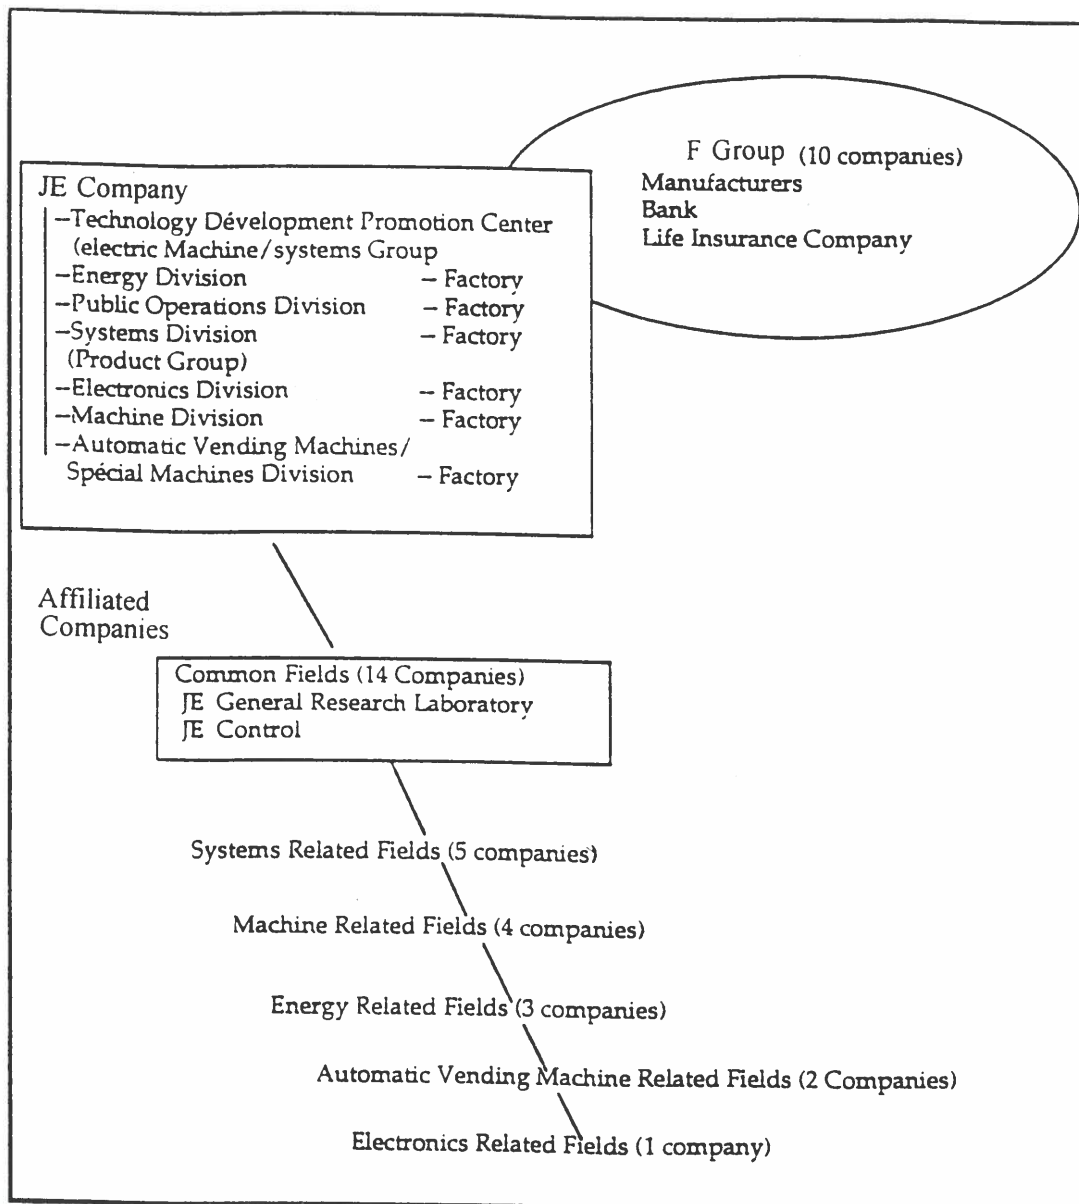 F Group (10 companies)
Manufacturers
Bank
Life Insurance Company
JE Company
–Technology Dévelopment Promotion Center
(electric Machine/systems Group
–Energy Division – Factory
–Public Operations Division – Factory
–Systems Division – Factory
(Product Group)
–Electronics Division – Factory
–Machine Division – Factory
–Automatic Vending Machines/
Spécial Machines Division – Factory
Affiliated
Companies
Common Fields (14 Companies)
JE General Research Laboratory
JE Control
Systems Related Fields (5 companies)
Machine Related Fields (4 companies)
Energy Related Fields (3 companies)
Automatic Vending Machine Related Fields (2 Companies)
Electronics Related Fields (1 company)